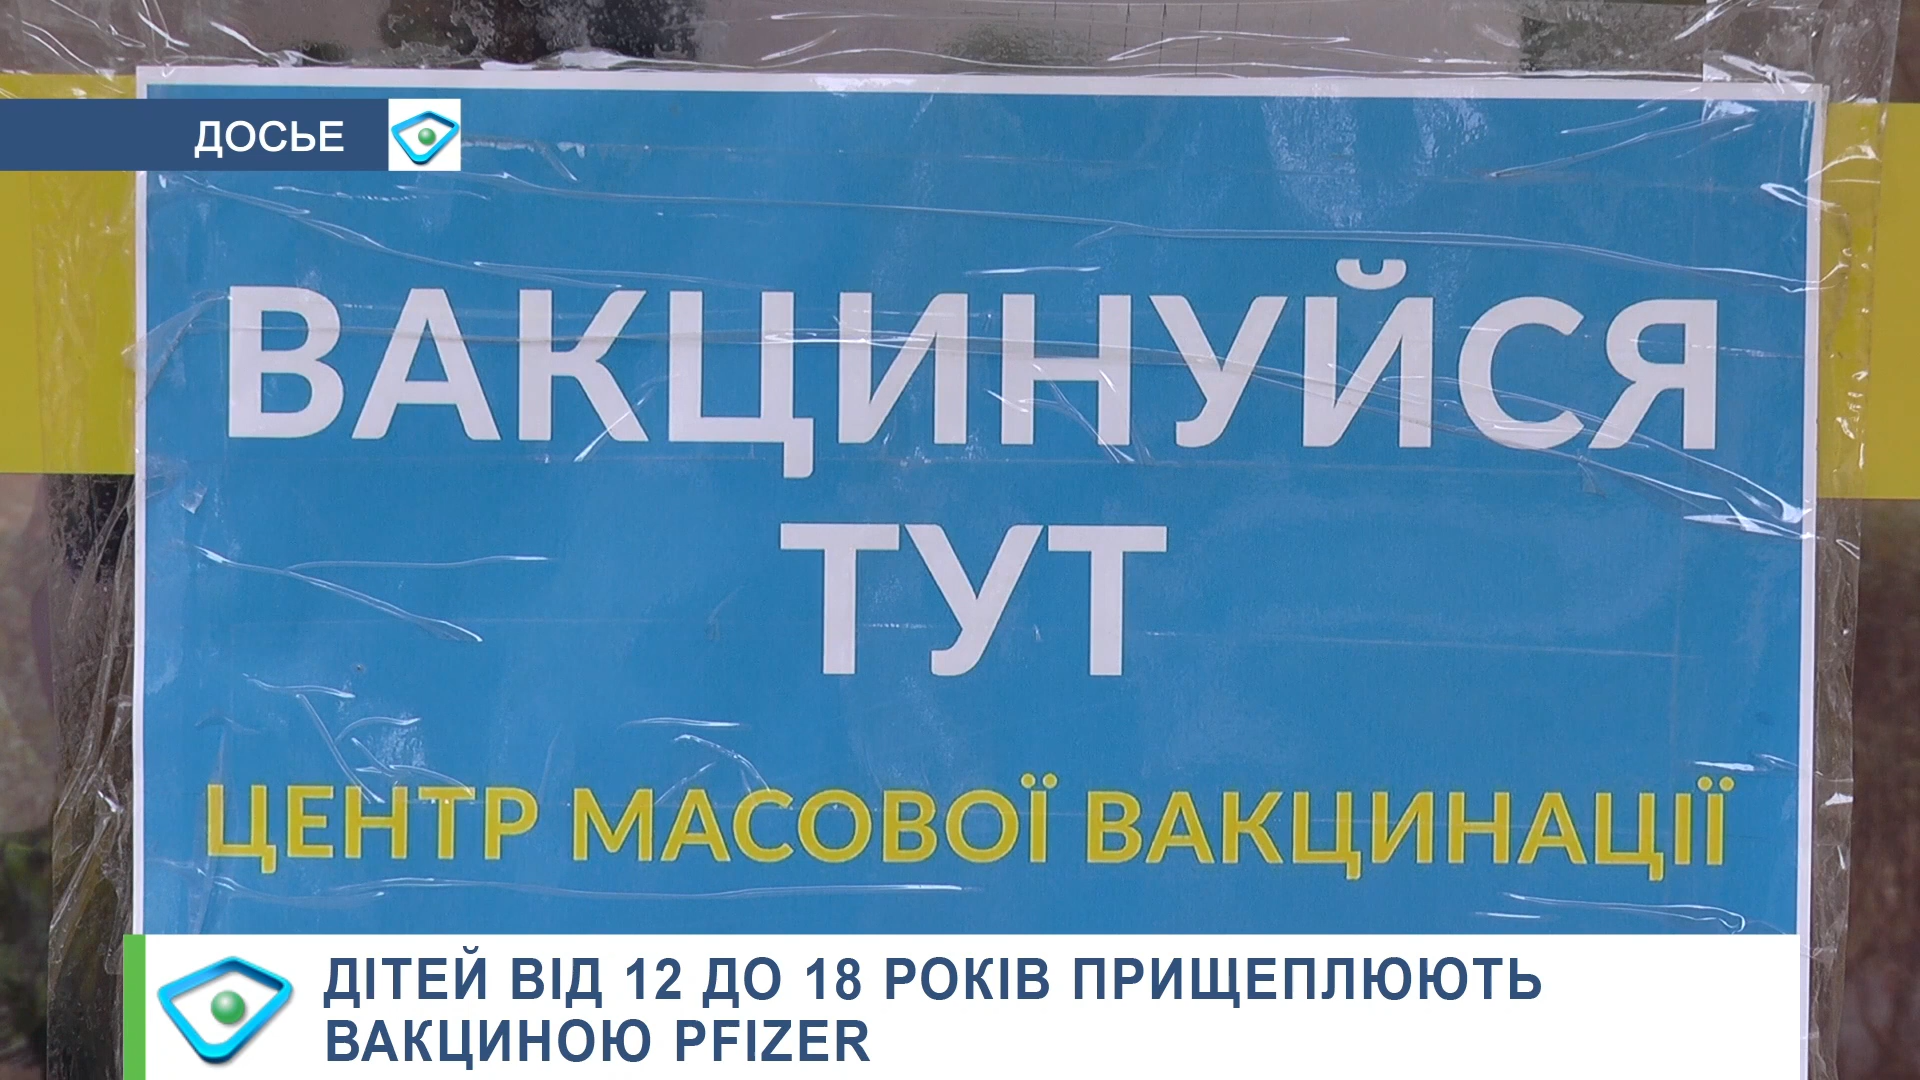 ДОСЬЕ
ВАКЦИНУЙСЯ
ТУТ
ЦЕНТР МАСОВОЇ ВАКЦИНАЦІЇ
ДІТЕЙ ВІД 12 ДО 18 РОКІВ ПРИЩЕПЛЮЮТЬ
ВАКЦИНОЮ PFIZER